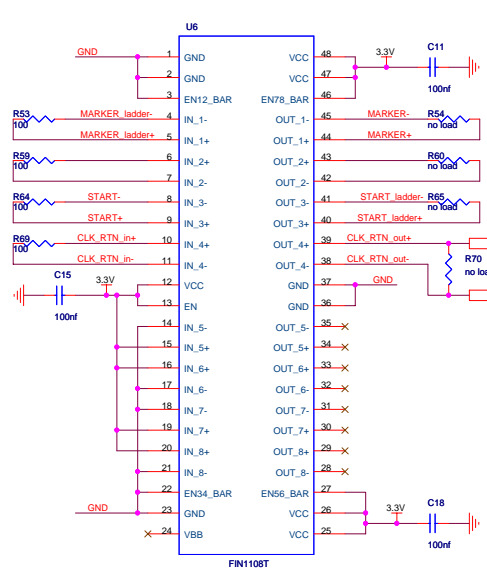 U6
GND 1 GND VCC 48 3.3V C11
2 GND VCC 47
3 EN12_BAR EN78_BAR 46 100nf
R53 100 MARKER_ladder- 4 IN_1- OUT_1- 45 MARKER- R54 no load
MARKER_ladder+ 5 IN_1+ OUT_1+ 44 MARKER+
R59 100 6 IN_2+ OUT_2+ 43 R60 no load
7 IN_2- OUT_2- 42
R64 100 START- 8 IN_3- OUT_3- 41 START_ladder- R65 no load
START+ 9 IN_3+ OUT_3+ 40 START_ladder+
R69 100 CLK_RTN_in+ 10 IN_4+ OUT_4+ 39 CLK_RTN_out+
CLK_RTN_in- 11 IN_4- OUT_4- 38 CLK_RTN_out- R70
C15 3.3V 12 VCC GND 37 GND no loa
100nf 13 EN GND 36
14 IN_5- OUT_5- 35
15 IN_5+ OUT_5+ 34
16 IN_6+ OUT_6+ 33
17 IN_6- OUT_6- 32
18 IN_7- OUT_7- 31
19 IN_7+ OUT_7+ 30
20 IN_8+ OUT_8+ 29
21 IN_8- OUT_8- 28
22 EN34_BAR EN56_BAR 27
GND 23 GND VCC 26 3.3V C18
24 VBB VCC 25 100nf
FIN1108T